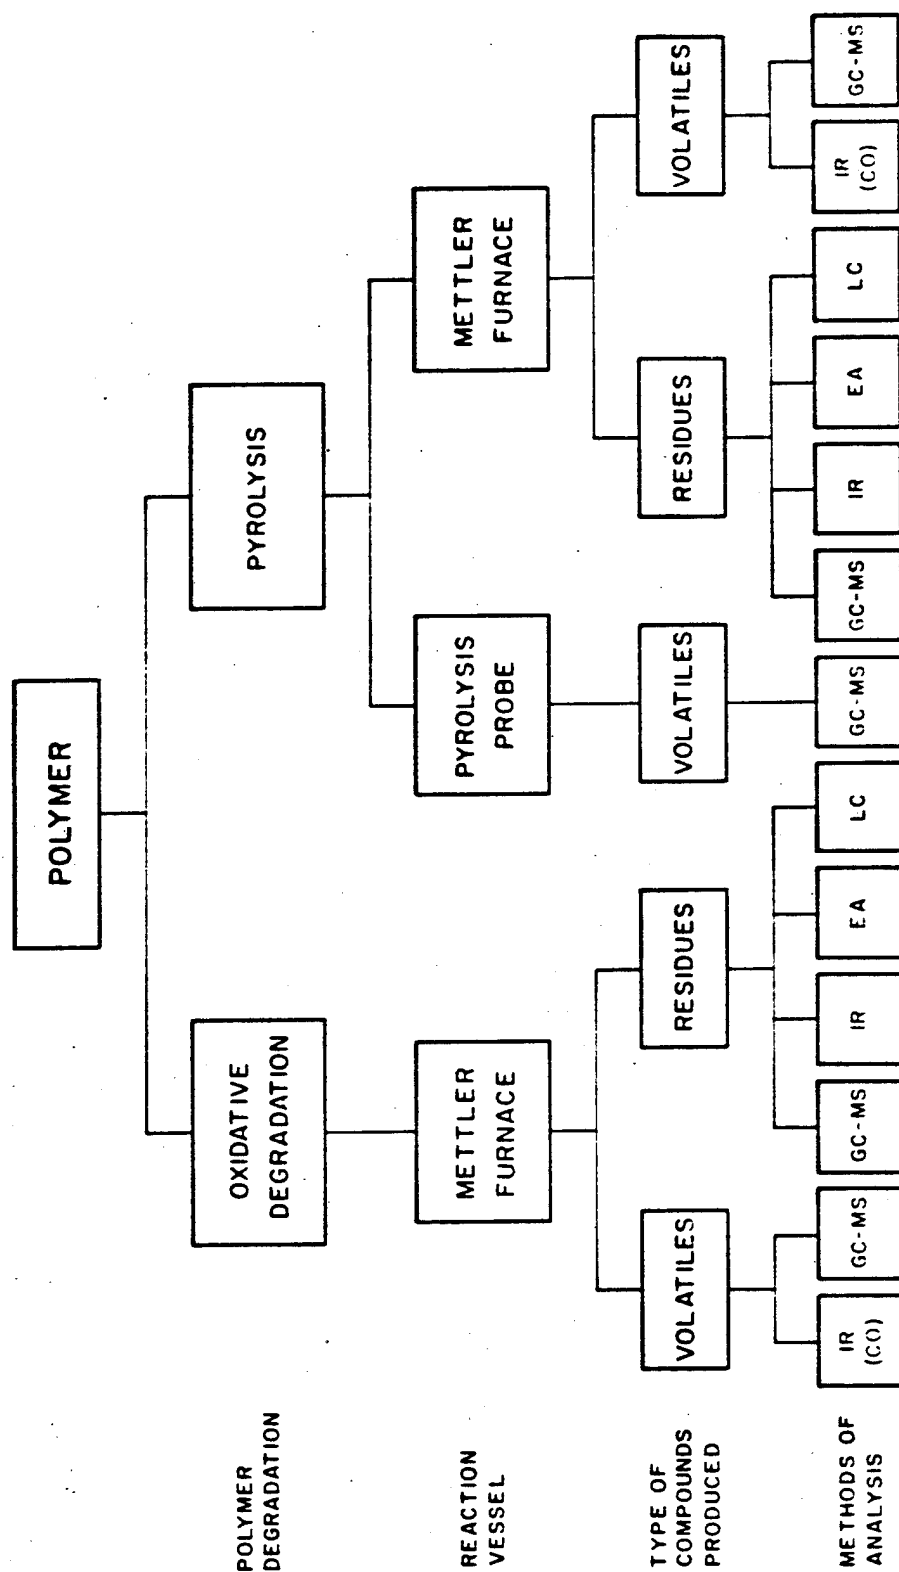 POLYMER
POLYMER
DEGRADATION
OXIDATIVE
DEGRADATION
PYROLYSIS
REACTION
VESSEL
METTLER
FURNACE
PYROLYSIS
PROBE
METTLER
FURNACE
TYPE OF
COMPOUNDS
PRODUCED
VOLATILES
RESIDUES
VOLATILES
RESIDUES
VOLATILES
METHODS OF
ANALYSIS
IR
(CO)
GC-MS
GC-MS
IR
EA
LC
GC-MS
GC-MS
IR
EA
LC
IR
(CO)
GC-MS